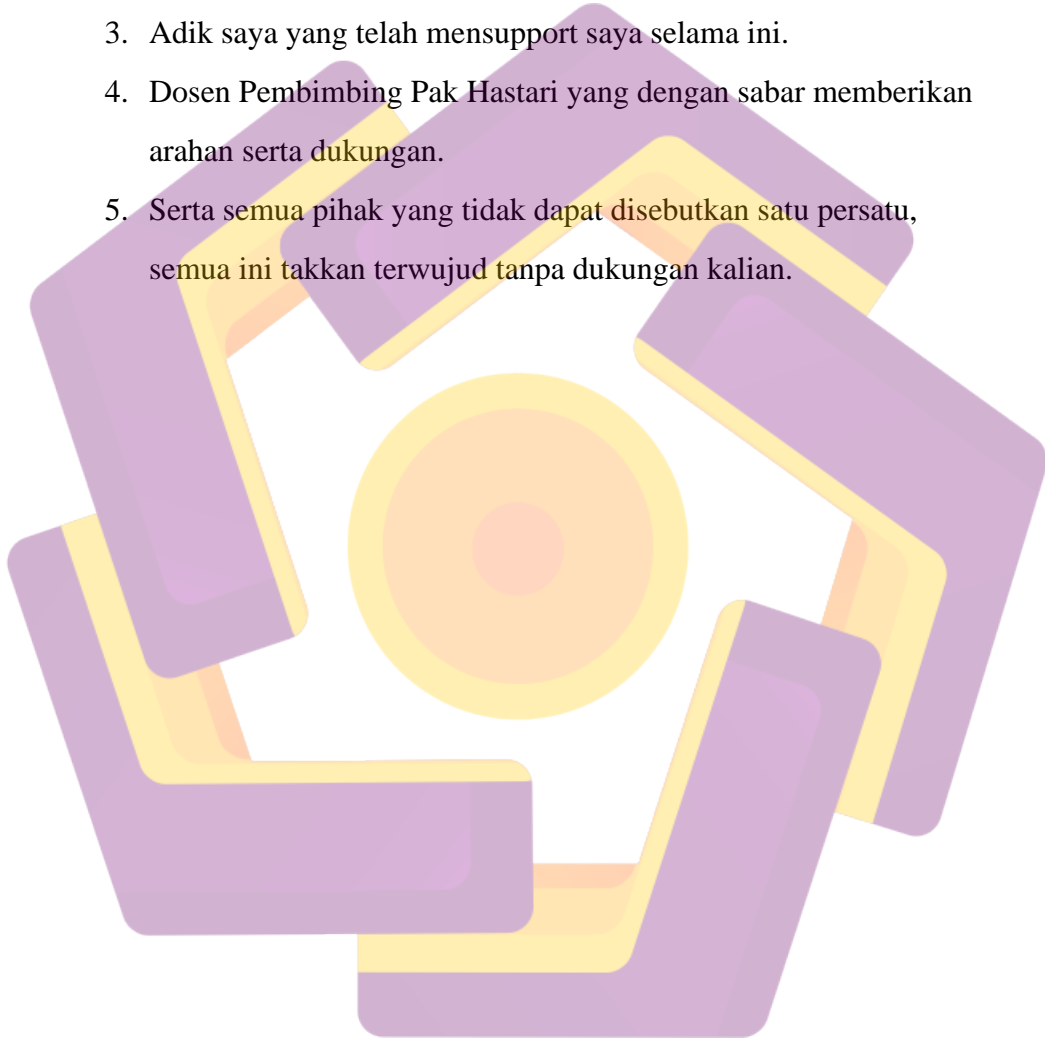 3. Adik saya yang telah mensupport saya selama ini.
4. Dosen Pembimbing Pak Hastari yang dengan sabar memberikan
arahan serta dukungan.
5. Serta semua pihak yang tidak dapat disebutkan satu persatu,
semua ini takkan terwujud tanpa dukungan kalian.